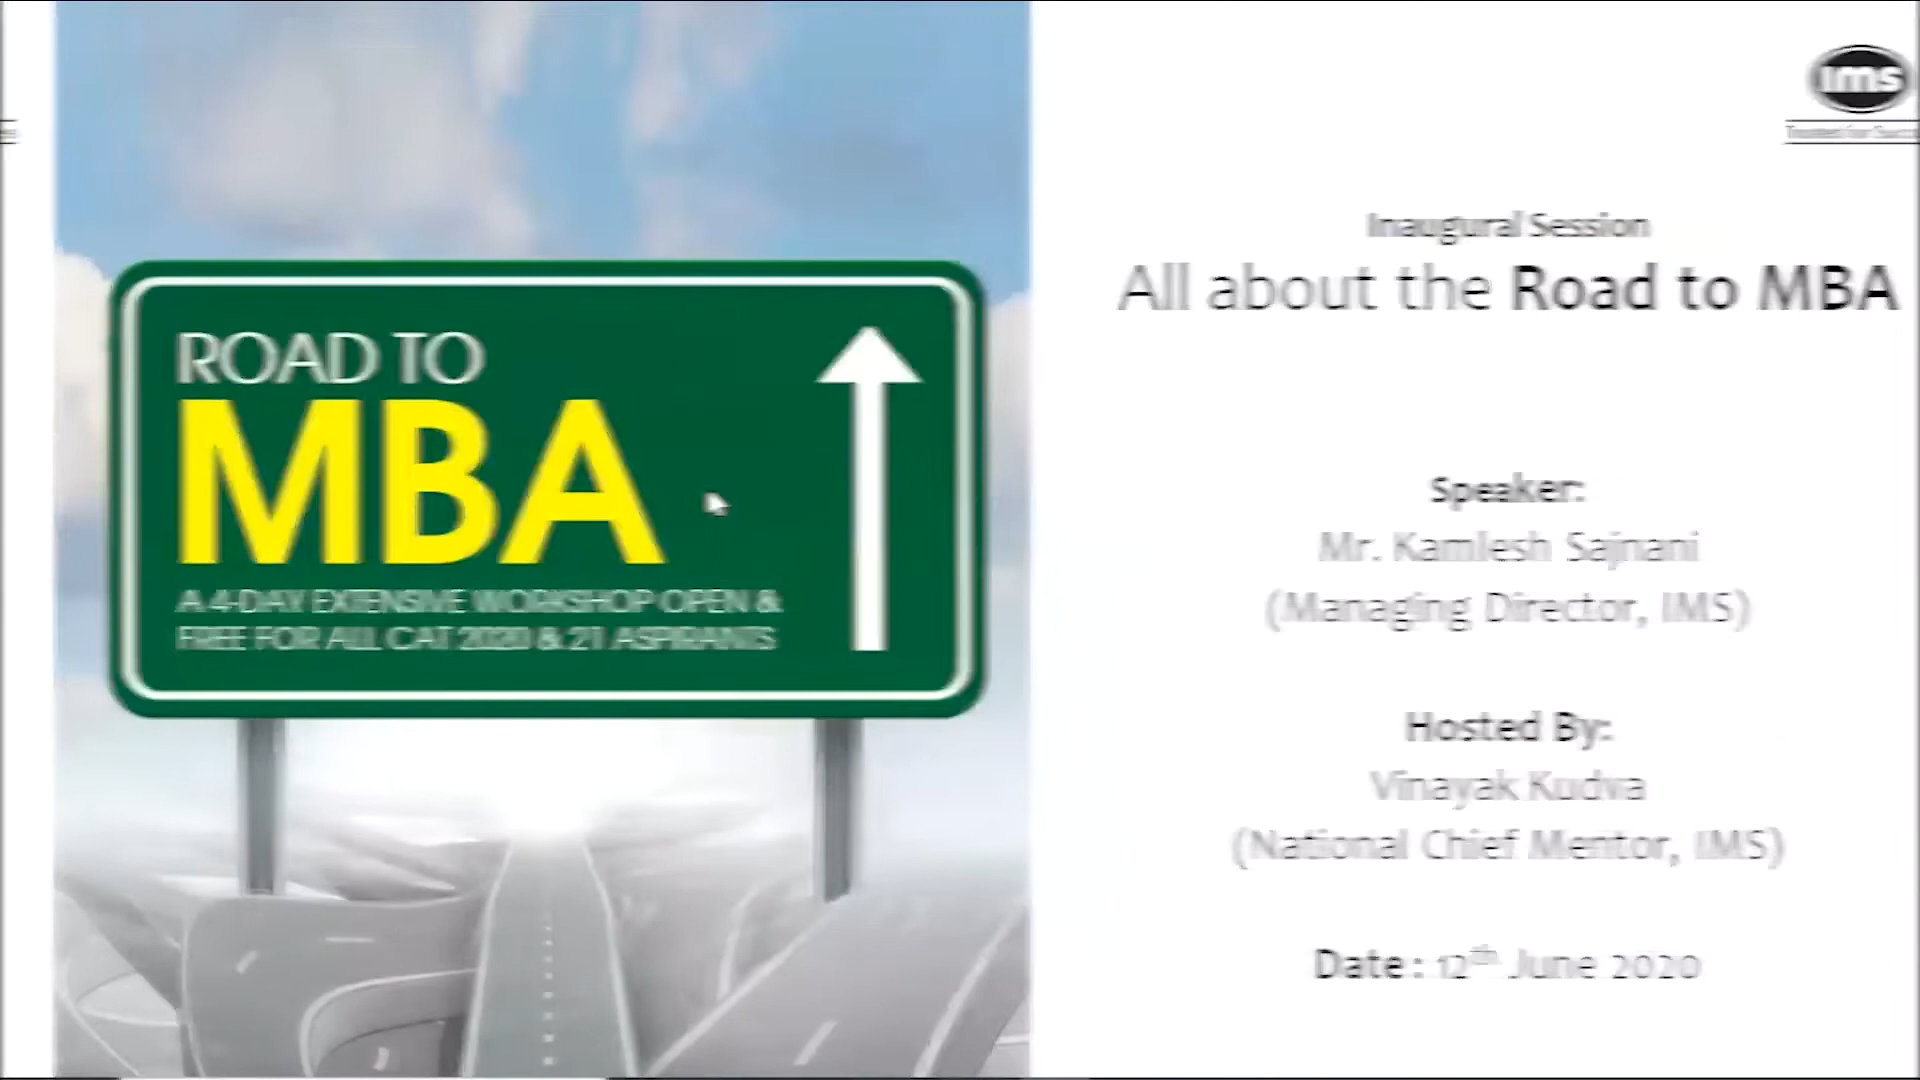 ROAD TO
MBA
A 4-DAY EXTENSIVE WORKSHOP OPEN &
FREE FOR ALL CAT 2020 & 21 ASPIRANTS
ims
Inaugural Session
All about the Road to MBA
Speaker:
Mr. Kamlesh Sajnani
(Managing Director, IMS)
Hosted By:
Vinayak Kudva
(National Chief Mentor, IMS)
Date : 12th June 2020